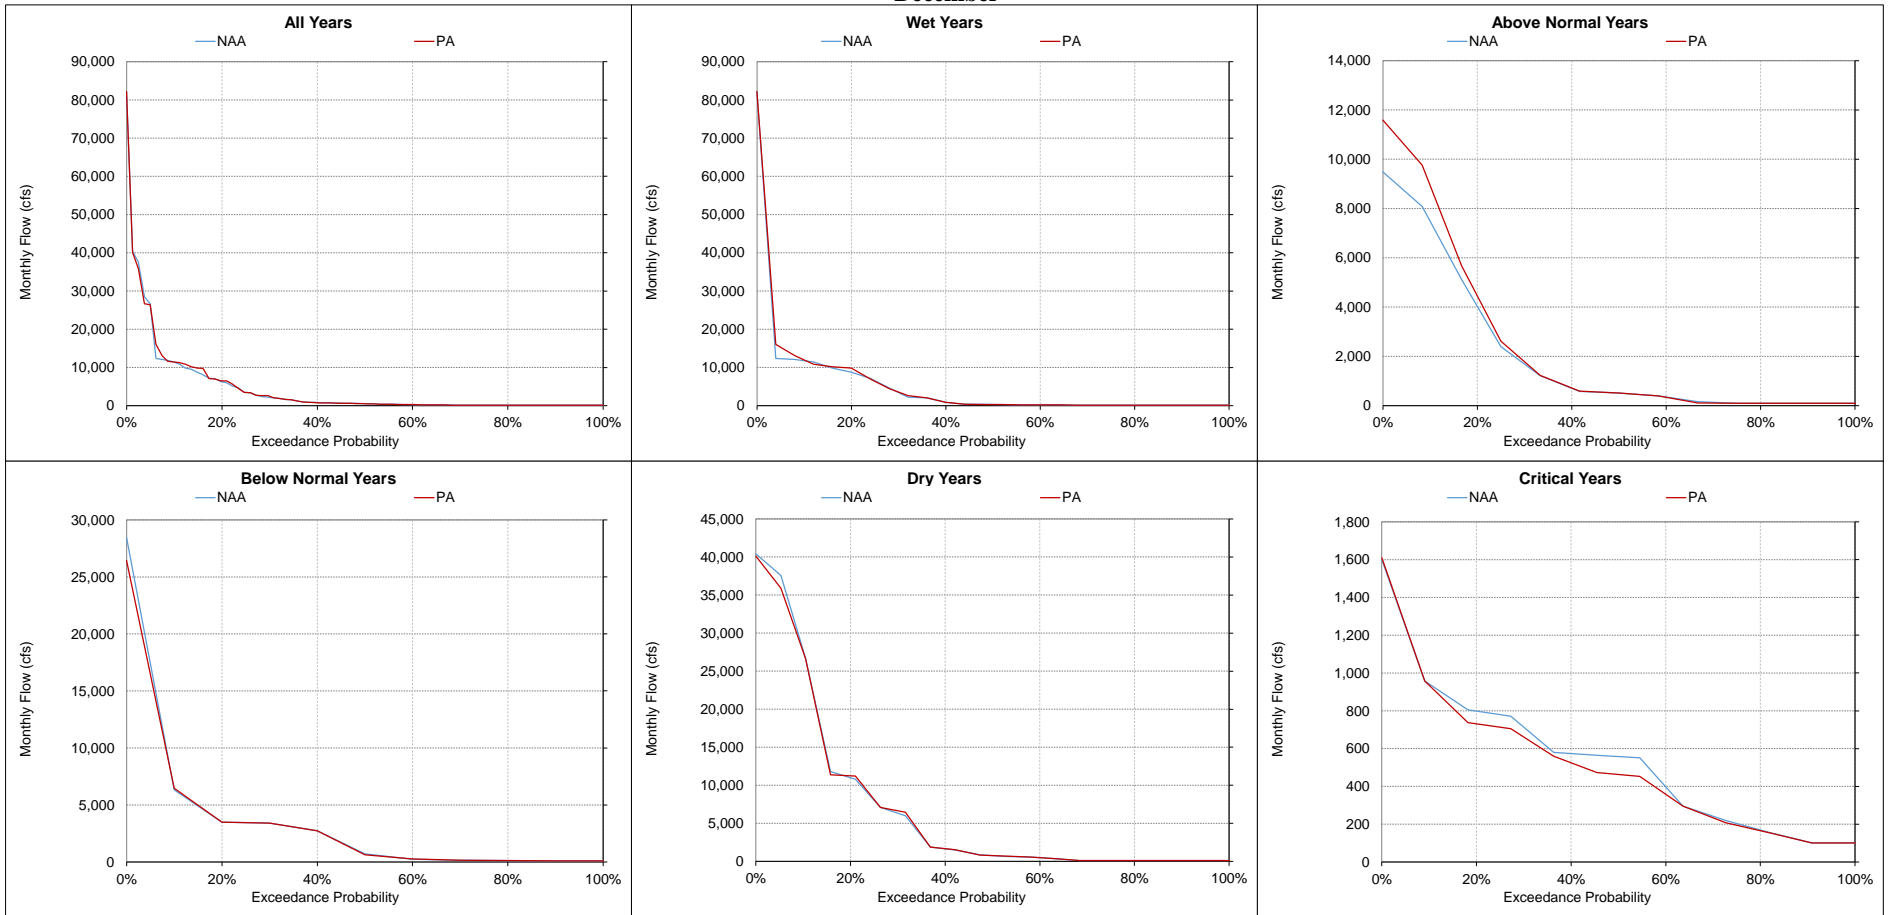 December
All Years
NAA PA
90,000
80,000
70,000
60,000
50,000
40,000
30,000
20,000
10,000
0
Monthly Flow (cfs)
0% 20% 40% 60% 80% 100%
Exceedance Probability
Wet Years
NAA PA
90,000
80,000
70,000
60,000
50,000
40,000
30,000
20,000
10,000
0
Monthly Flow (cfs)
0% 20% 40% 60% 80% 100%
Exceedance Probability
Above Normal Years
NAA PA
14,000
12,000
10,000
8,000
6,000
4,000
2,000
0
Monthly Flow (cfs)
0% 20% 40% 60% 80% 100%
Exceedance Probability
Below Normal Years
NAA PA
30,000
25,000
20,000
15,000
10,000
5,000
0
Monthly Flow (cfs)
0% 20% 40% 60% 80% 100%
Exceedance Probability
Dry Years
NAA PA
45,000
40,000
35,000
30,000
25,000
20,000
15,000
10,000
5,000
0
Monthly Flow (cfs)
0% 20% 40% 60% 80% 100%
Exceedance Probability
Critical Years
NAA PA
1,800
1,600
1,400
1,200
1,000
800
600
400
200
0
Monthly Flow (cfs)
0% 20% 40% 60% 80% 100%
Exceedance Probability